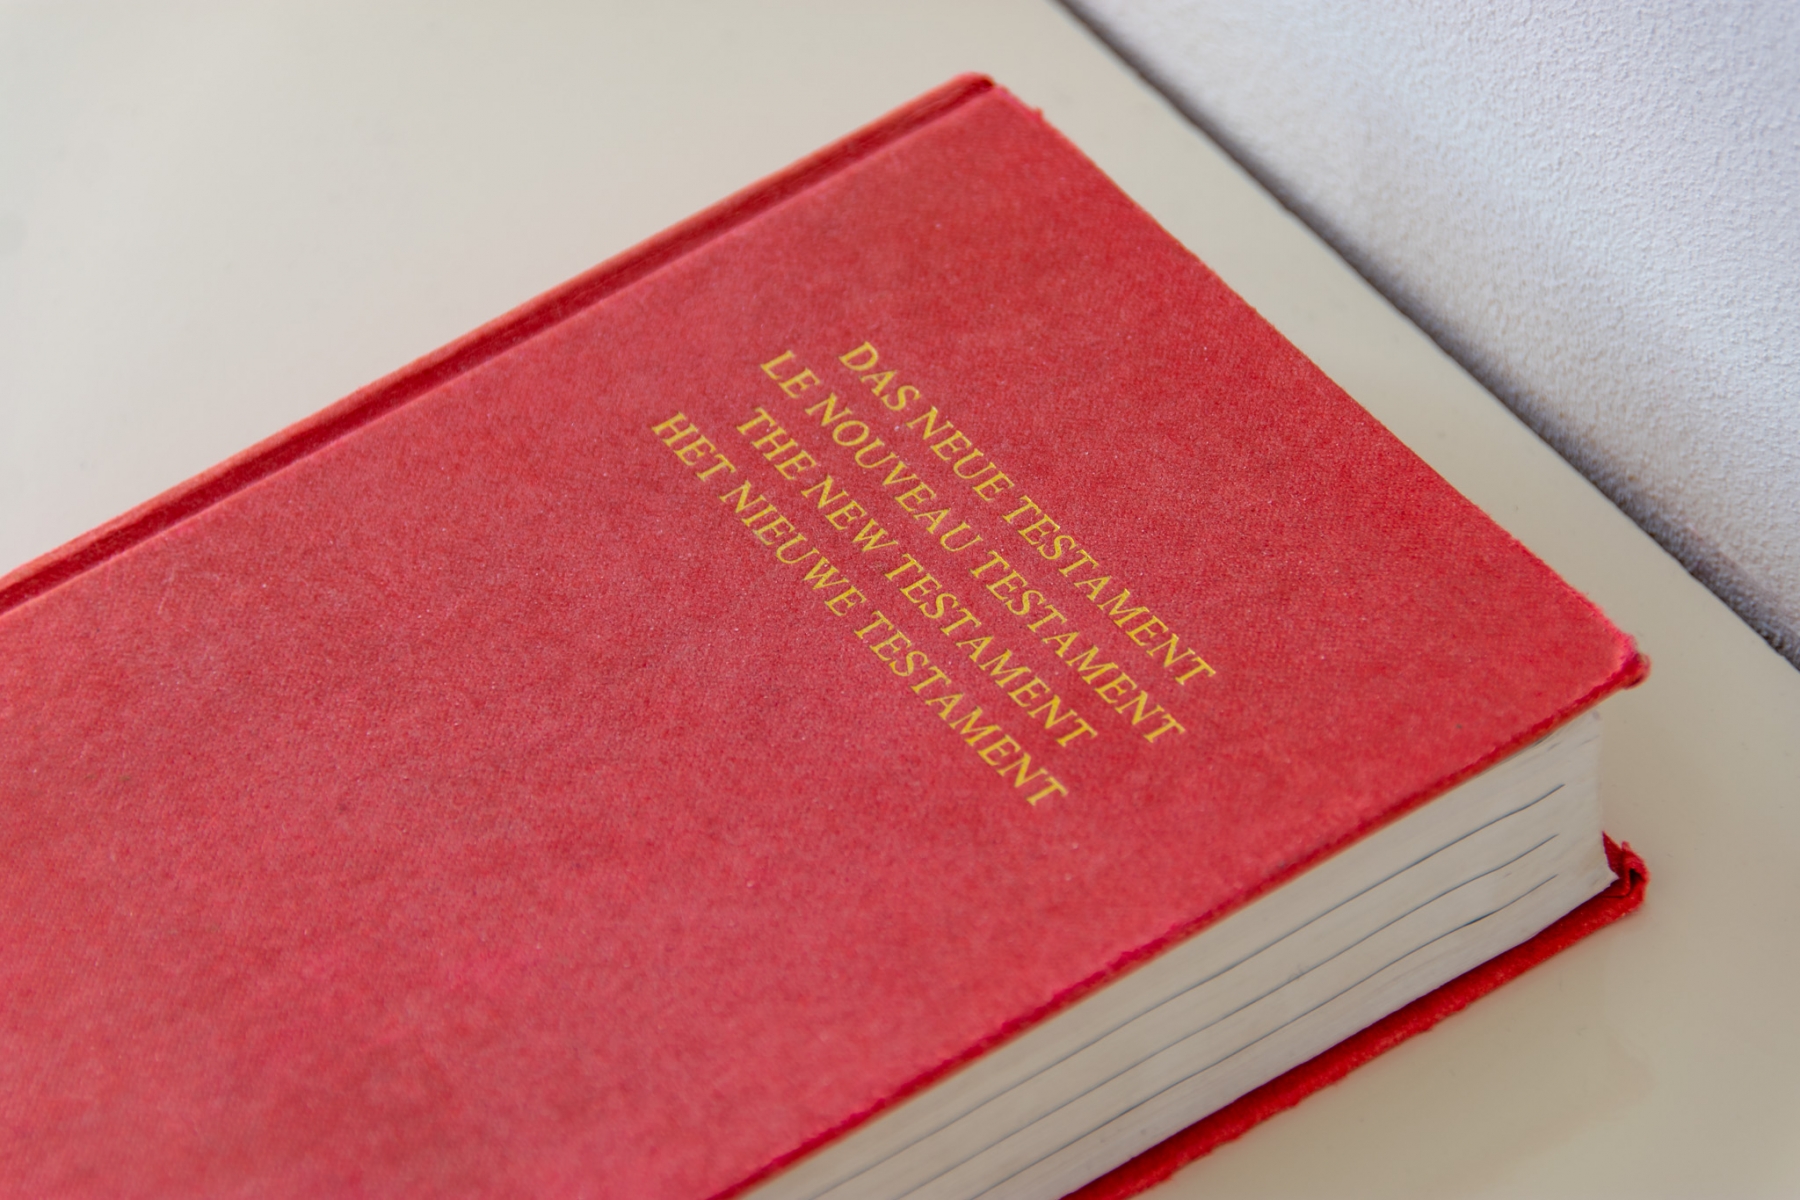 DAS NEUE TESTAMENT
LE NOUVEAU TESTAMENT
THE NEW TESTAMENT
HET NIEUWE TESTAMENT